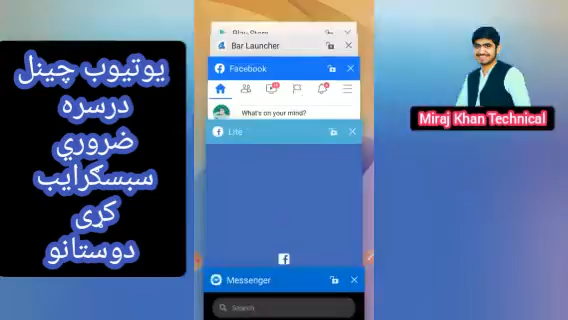 یوتیوب چینل
درسره
ضروري
سبسګرایب
کړی
دوستانو
Play Store
Bar Launcher
Facebook
What's on your mind?
Lite
Messenger
Search
Miraj Khan Technical